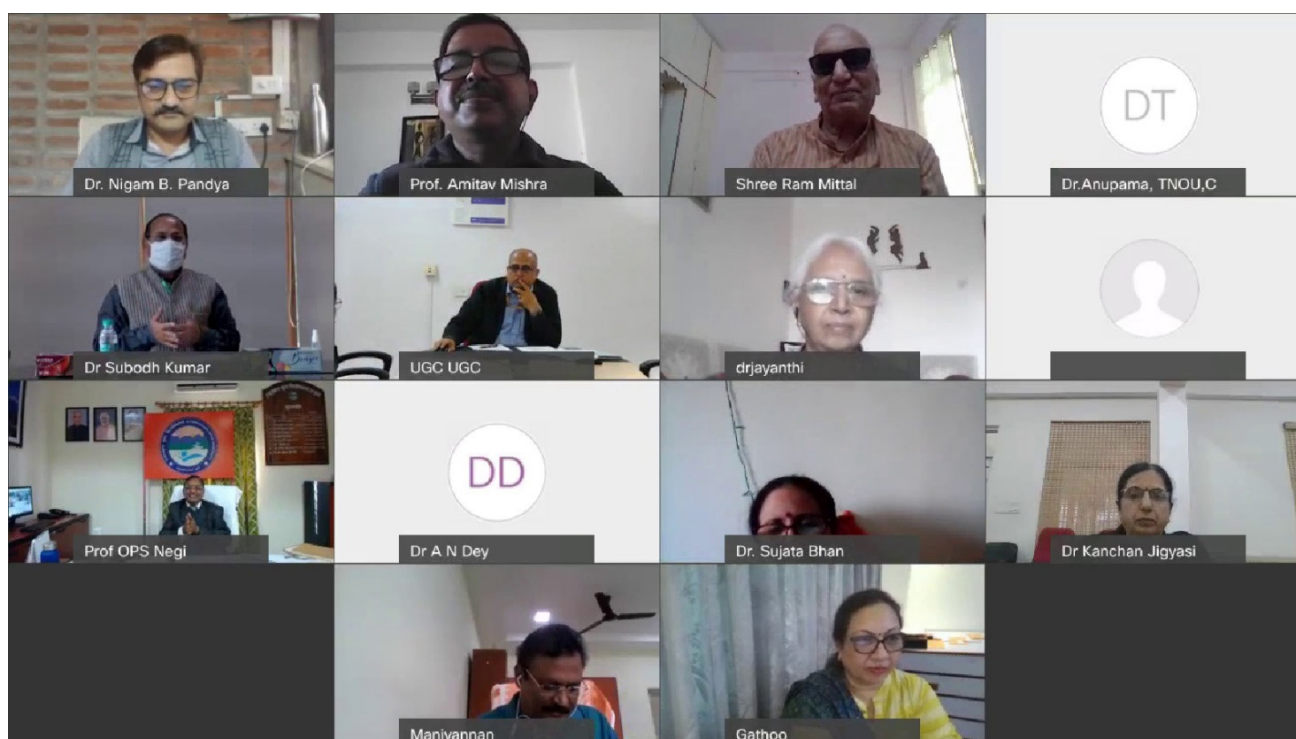 Dr. Nigam B. Pandya
Prof. Amitav Mishra
Shree Ram Mittal
DT
Dr.Anupama, TNOU,C
Dr Subodh Kumar
UGC UGC
drjayanthi
Prof OPS Negi
DD
Dr A N Dey
Dr. Sujata Bhan
Dr Kanchan Jigyasi
Manivannan
Gathoo